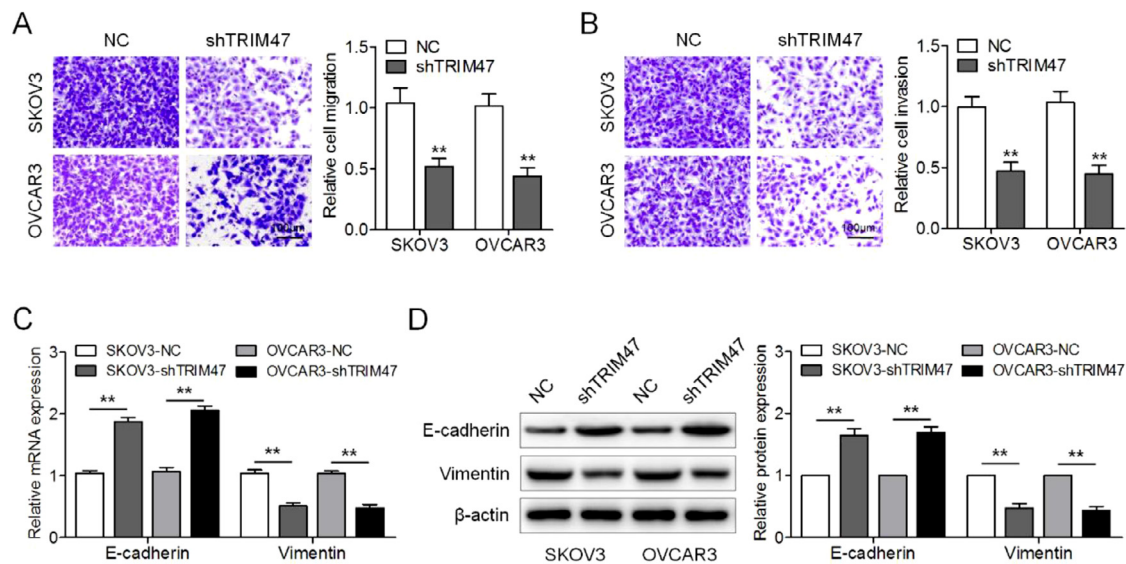 A
NC
shTRIM47
SKOV3
OVCAR3
100μm
Relative cell migration
1.5
1.0
0.5
0.0
NC
shTRIM47
**
**
SKOV3
OVCAR3
B
NC
shTRIM47
SKOV3
OVCAR3
100μm
Relative cell invasion
1.5
1.0
0.5
0.0
NC
shTRIM47
**
**
SKOV3
OVCAR3
C
Relative mRNA expression
3
2
1
0
SKOV3-NC
OVCAR3-NC
SKOV3-shTRIM47
OVCAR3-shTRIM47
**
**
**
**
E-cadherin
Vimentin
D
NC
shTRIM47
NC
shTRIM47
E-cadherin
Vimentin
β-actin
SKOV3
OVCAR3
Relative protein expression
3
2
1
0
SKOV3-NC
OVCAR3-NC
SKOV3-shTRIM47
OVCAR3-shTRIM47
**
**
**
**
E-cadherin
Vimentin